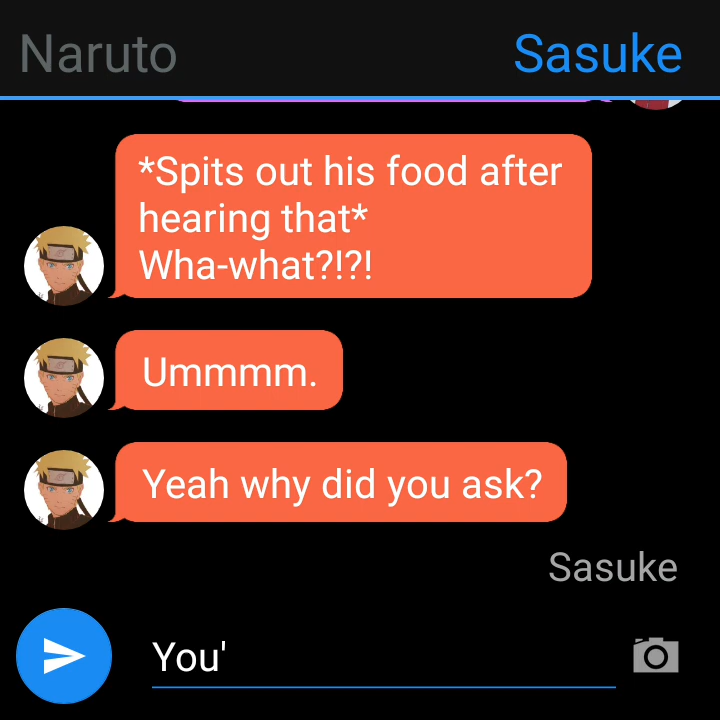 Naruto
Sasuke
*Spits out his food after
hearing that*
Wha-what?!?!
Ummmm.
Yeah why did you ask?
Sasuke
You'